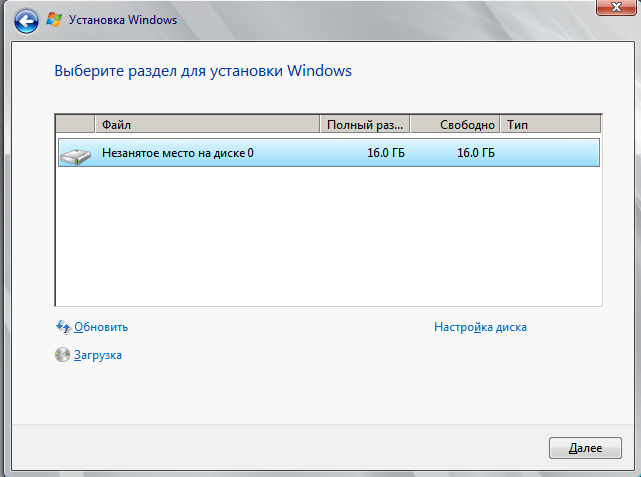 Установка Windows
Выберите раздел для установки Windows
Файл Полный раз... Свободно Тип
Незанятое место на диске 0 16.0 ГБ 16.0 ГБ
Обновить Настройка диска
Загрузка
Далее